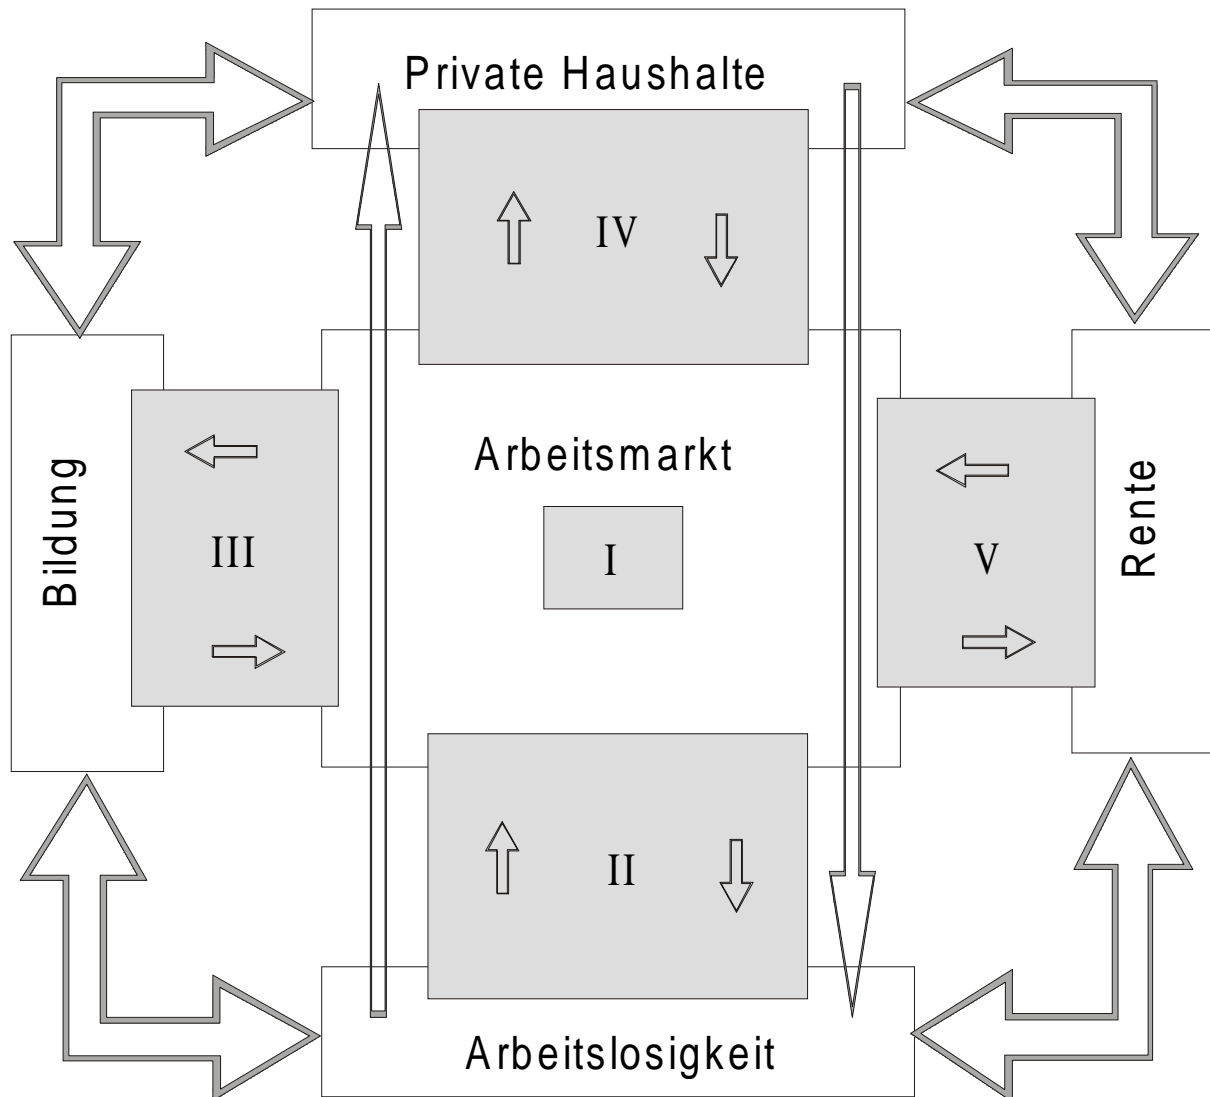 Private Haushalte
IV
Arbeitsmarkt
Bildung
III
I
V
Rente
II
Arbeitslosigkeit